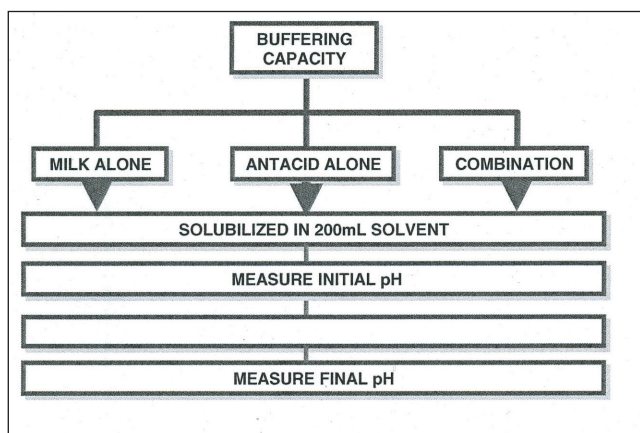 BUFFERING
CAPACITY
MILK ALONE
ANTACID ALONE
COMBINATION
SOLUBILIZED IN 200mL SOLVENT
MEASURE INITIAL pH
MEASURE FINAL pH